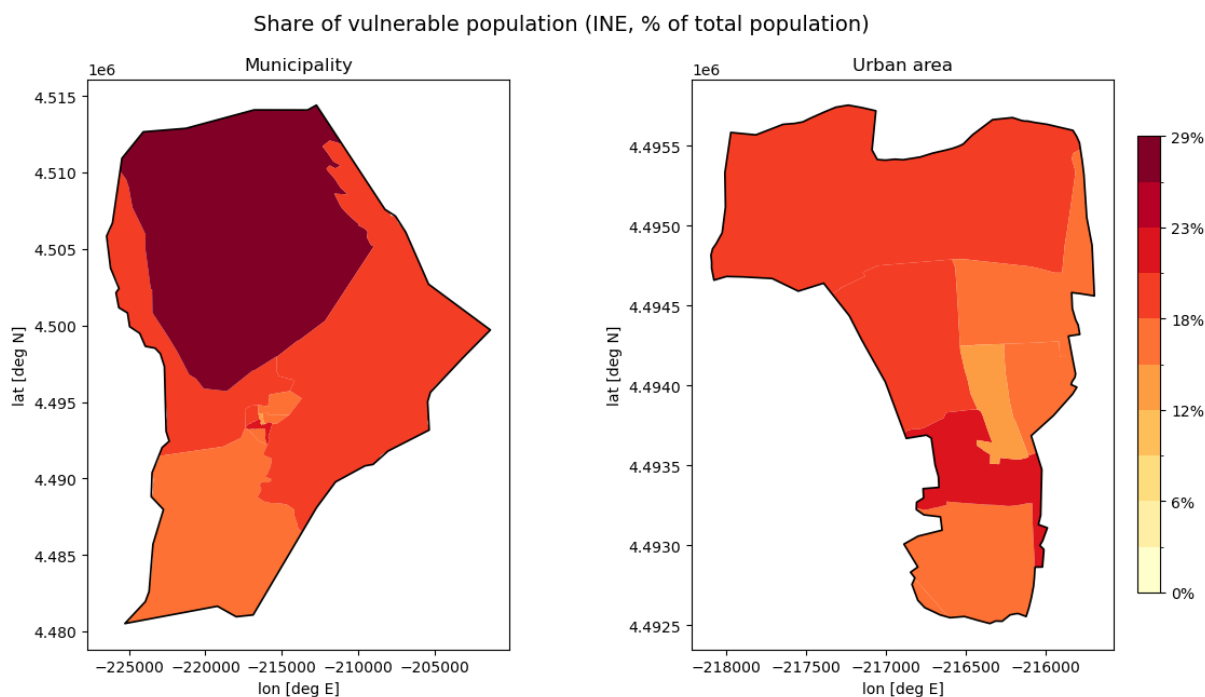 Share of vulnerable population (INE, % of total population)
Municipality
1e6
4.515
4.510
4.505
4.500
4.495
4.490
4.485
4.480
lat [deg N]
−225000 −220000 −215000 −210000 −205000
lon [deg E]
Urban area
1e6
4.4955
4.4950
4.4945
4.4940
4.4935
4.4930
4.4925
lat [deg N]
−218000 −217500 −217000 −216500 −216000
lon [deg E]
29%
23%
18%
12%
6%
0%